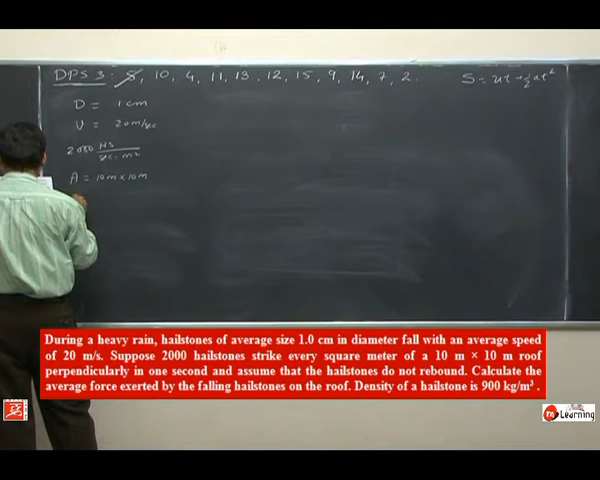 DPS 3 : 5, 10, 4, 11, 13, 12, 15, 9, 14, 7, 2.
S = ut + ½at²
D = 1 cm
V = 20 m/sec
2000 HS/sec. m²
A = 10m × 10m
During a heavy rain, hailstones of average size 1.0 cm in diameter fall with an average speed
of 20 m/s. Suppose 2000 hailstones strike every square meter of a 10 m × 10 m roof
perpendicularly in one second and assume that the hailstones do not rebound. Calculate the
average force exerted by the falling hailstones on the roof. Density of a hailstone is 900 kg/m³ .
m Learning